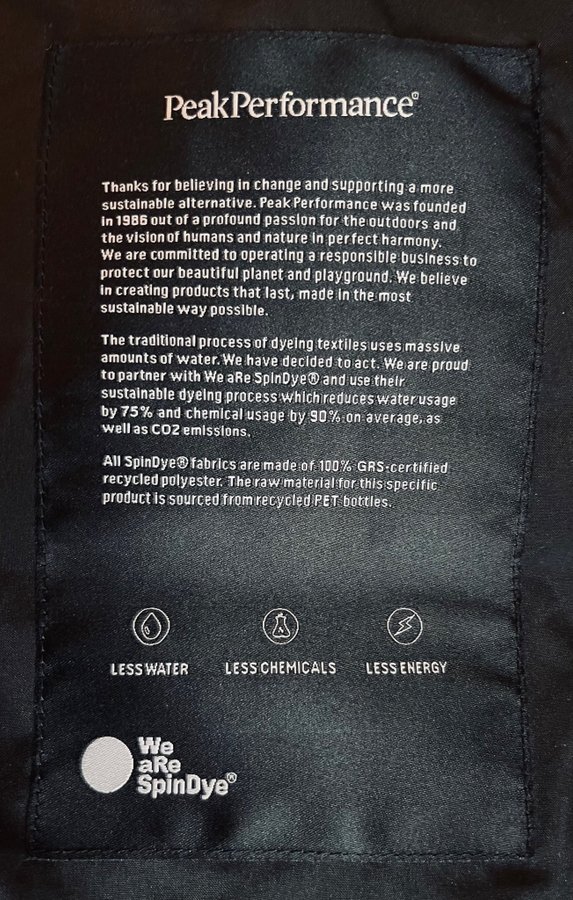 PeakPerformance®
Thanks for believing in change and supporting a more
sustainable alternative. Peak Performance was founded
in 1986 out of a profound passion for the outdoors and
the vision of humans and nature in perfect harmony.
We are committed to operating a responsible business to
protect our beautiful planet and playground. We believe
in creating products that last, made in the most
sustainable way possible.
The traditional process of dyeing textiles uses massive
amounts of water. We have decided to act. We are proud
to partner with We aRe SpinDye® and use their
sustainable dyeing process which reduces water usage
by 75% and chemical usage by 90% on average, as
well as CO2 emissions.
All SpinDye® fabrics are made of 100% GRS-certified
recycled polyester. The raw material for this specific
product is sourced from recycled PET bottles.
LESS WATER LESS CHEMICALS LESS ENERGY
We
aRe
SpinDye®